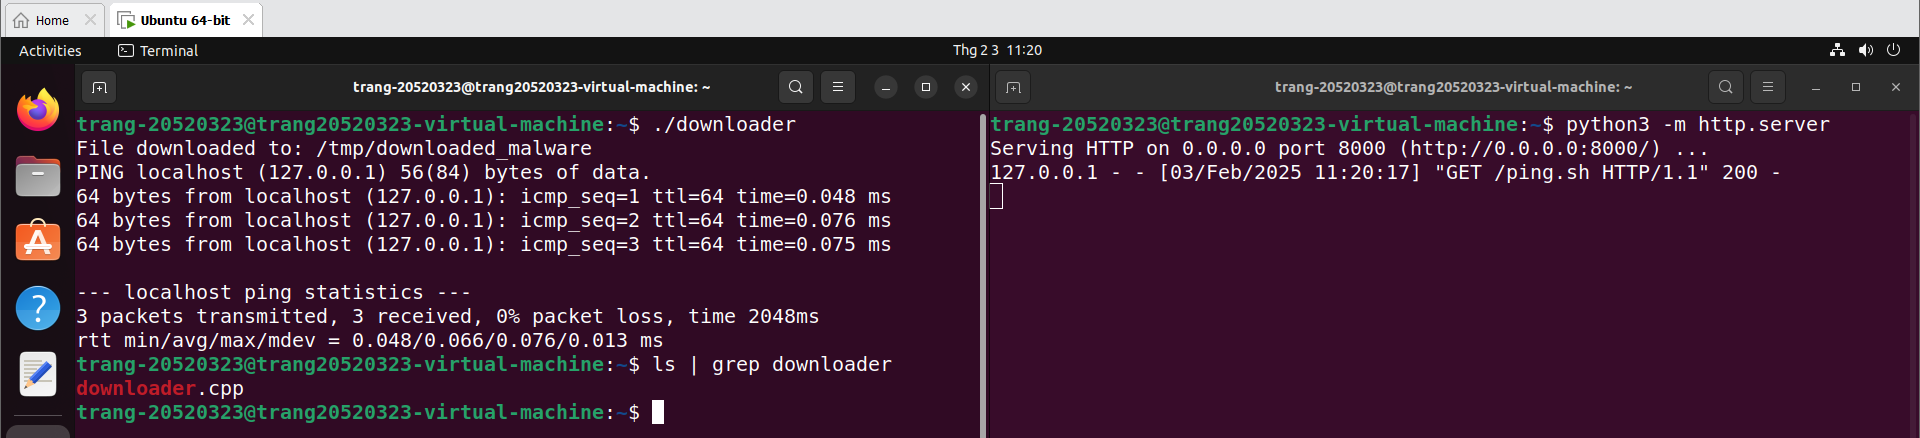 Home
Ubuntu 64-bit
Activities
Terminal
Thg 2 3 11:20
trang-20520323@trang20520323-virtual-machine: ~
trang-20520323@trang20520323-virtual-machine:~$ ./downloader
File downloaded to: /tmp/downloaded_malware
PING localhost (127.0.0.1) 56(84) bytes of data.
64 bytes from localhost (127.0.0.1): icmp_seq=1 ttl=64 time=0.048 ms
64 bytes from localhost (127.0.0.1): icmp_seq=2 ttl=64 time=0.076 ms
64 bytes from localhost (127.0.0.1): icmp_seq=3 ttl=64 time=0.075 ms
--- localhost ping statistics ---
3 packets transmitted, 3 received, 0% packet loss, time 2048ms
rtt min/avg/max/mdev = 0.048/0.066/0.076/0.013 ms
trang-20520323@trang20520323-virtual-machine:~$ ls | grep downloader
downloader.cpp
trang-20520323@trang20520323-virtual-machine:~$
trang-20520323@trang20520323-virtual-machine: ~
trang-20520323@trang20520323-virtual-machine:~$ python3 -m http.server
Serving HTTP on 0.0.0.0 port 8000 (http://0.0.0.0:8000/) ...
127.0.0.1 - - [03/Feb/2025 11:20:17] "GET /ping.sh HTTP/1.1" 200 -